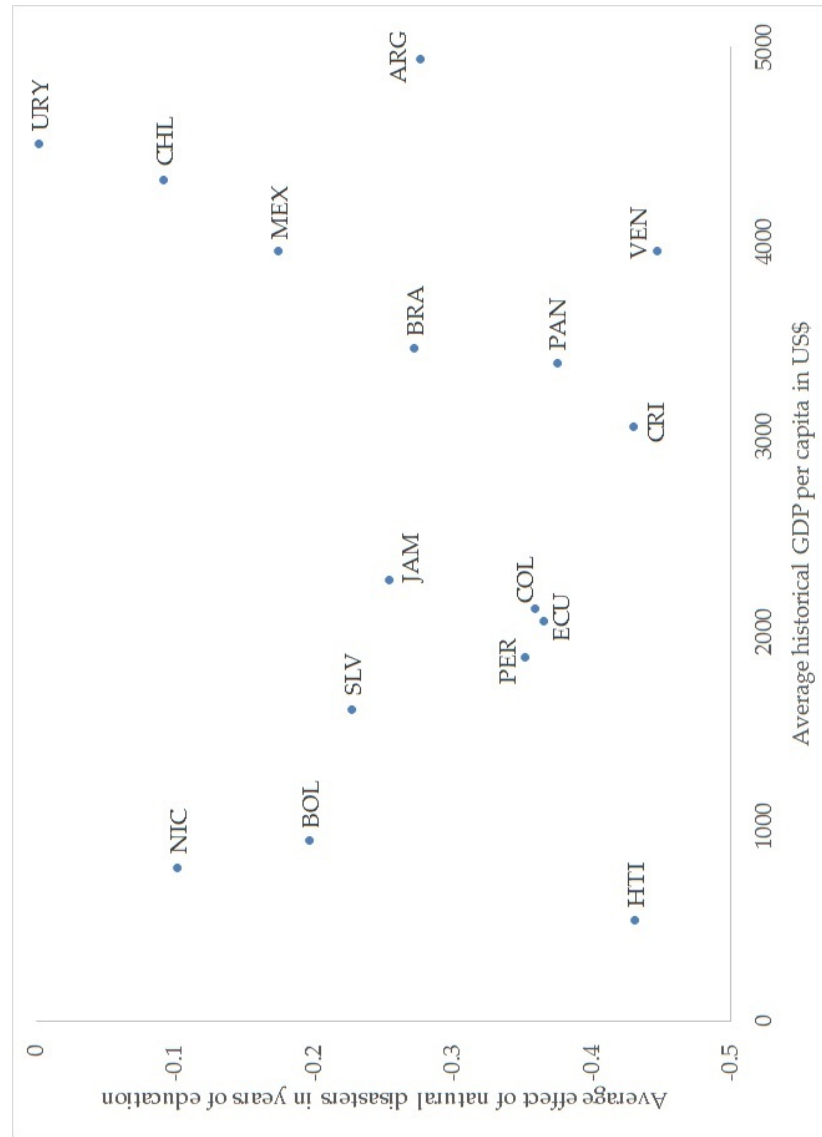 Average effect of natural disasters in years of education
0
-0.1
-0.2
-0.3
-0.4
-0.5
URY
CHL
NIC
MEX
BOL
SLV
JAM
BRA
ARG
PER
COL
ECU
PAN
CRI
HTI
VEN
0
1000
2000
3000
4000
5000
Average historical GDP per capita in US$